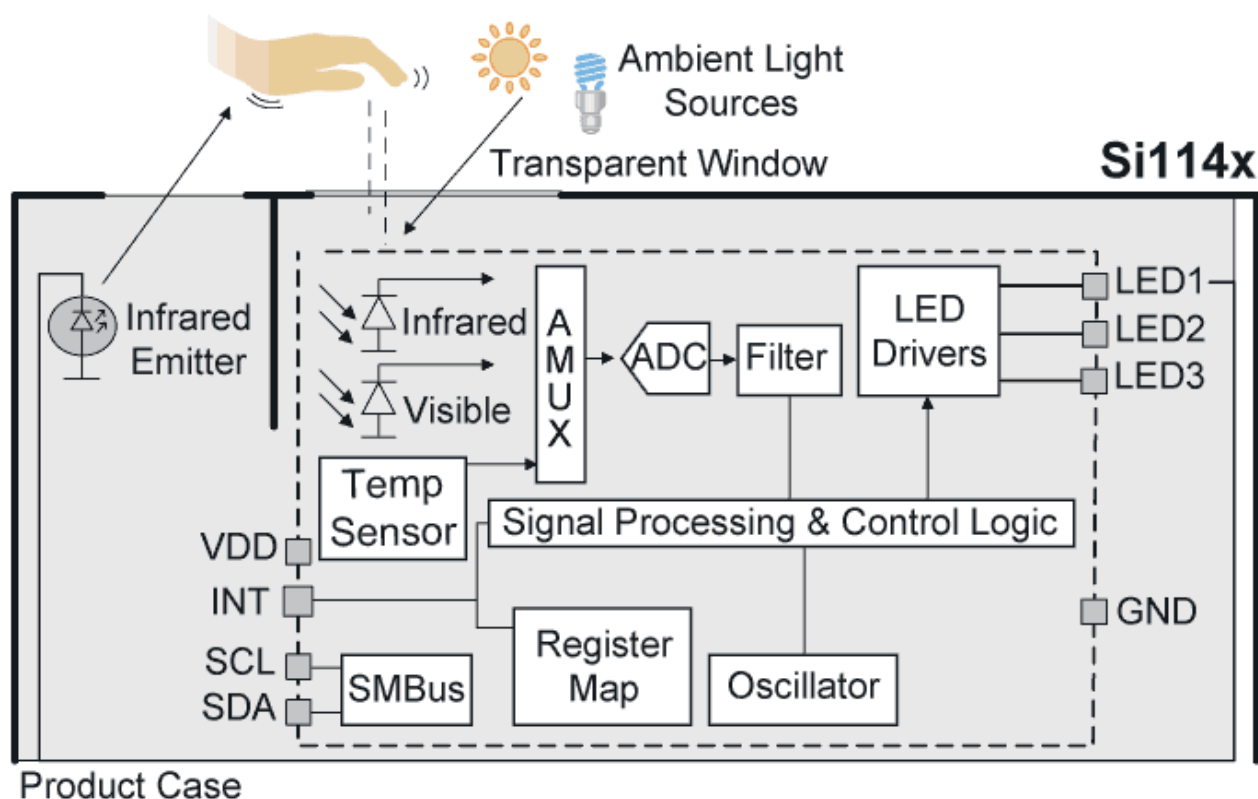 Ambient Light
Sources
Transparent Window
Si114x
Infrared
Emitter
Infrared
Visible
AMUX
ADC
Filter
LED
Drivers
LED1
LED2
LED3
Temp
Sensor
Signal Processing & Control Logic
VDD
INT
SCL
SDA
SMBus
Register
Map
Oscillator
GND
Product Case